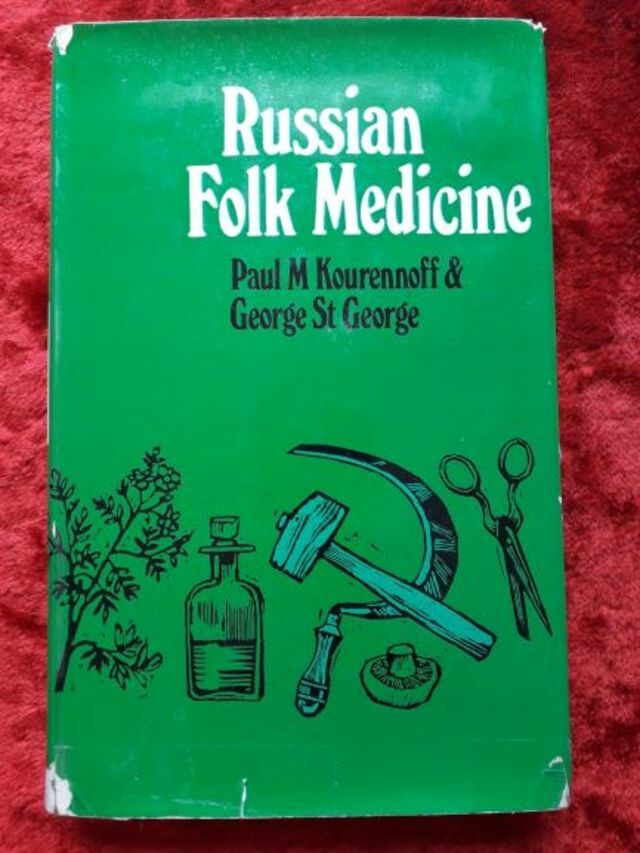 Russian
Folk Medicine
Paul M Kourennoff &
George St George